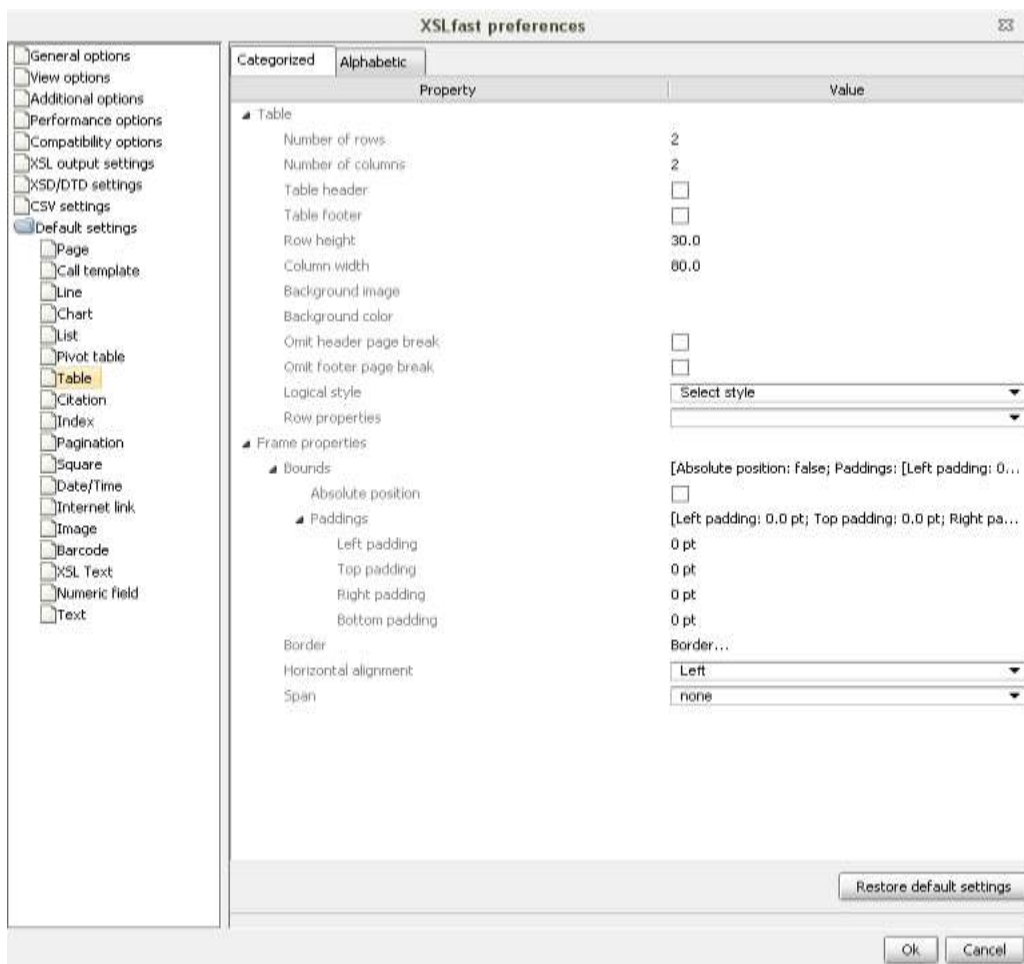 XSLfast preferences
General options
View options
Additional options
Performance options
Compatibility options
XSL output settings
XSD/DTD settings
CSV settings
Default settings
Page
Call template
Line
Chart
List
Pivot table
Table
Citation
Index
Pagination
Square
Date/Time
Internet link
Image
Barcode
XSL Text
Numeric field
Text
Categorized Alphabetic
Property Value
Table
Number of rows 2
Number of columns 2
Table header
Table footer
Row height 30.0
Column width 80.0
Background image
Background color
Omit header page break
Omit footer page break
Logical style Select style
Row properties
Frame properties
Bounds [Absolute position: false; Paddings: [Left padding: 0...
Absolute position
Paddings [Left padding: 0.0 pt; Top padding: 0.0 pt; Right pa...
Left padding 0 pt
Top padding 0 pt
Right padding 0 pt
Bottom padding 0 pt
Border Border...
Horizontal alignment Left
Span none
Restore default settings
Ok Cancel